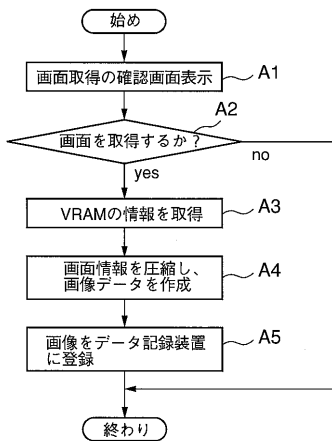 始め
画面取得の確認画面表示
A1
A2
画面を取得するか?
no
yes
VRAMの情報を取得
A3
画面情報を圧縮し、
画像データを作成
A4
画像をデータ記録装置
に登録
A5
終わり